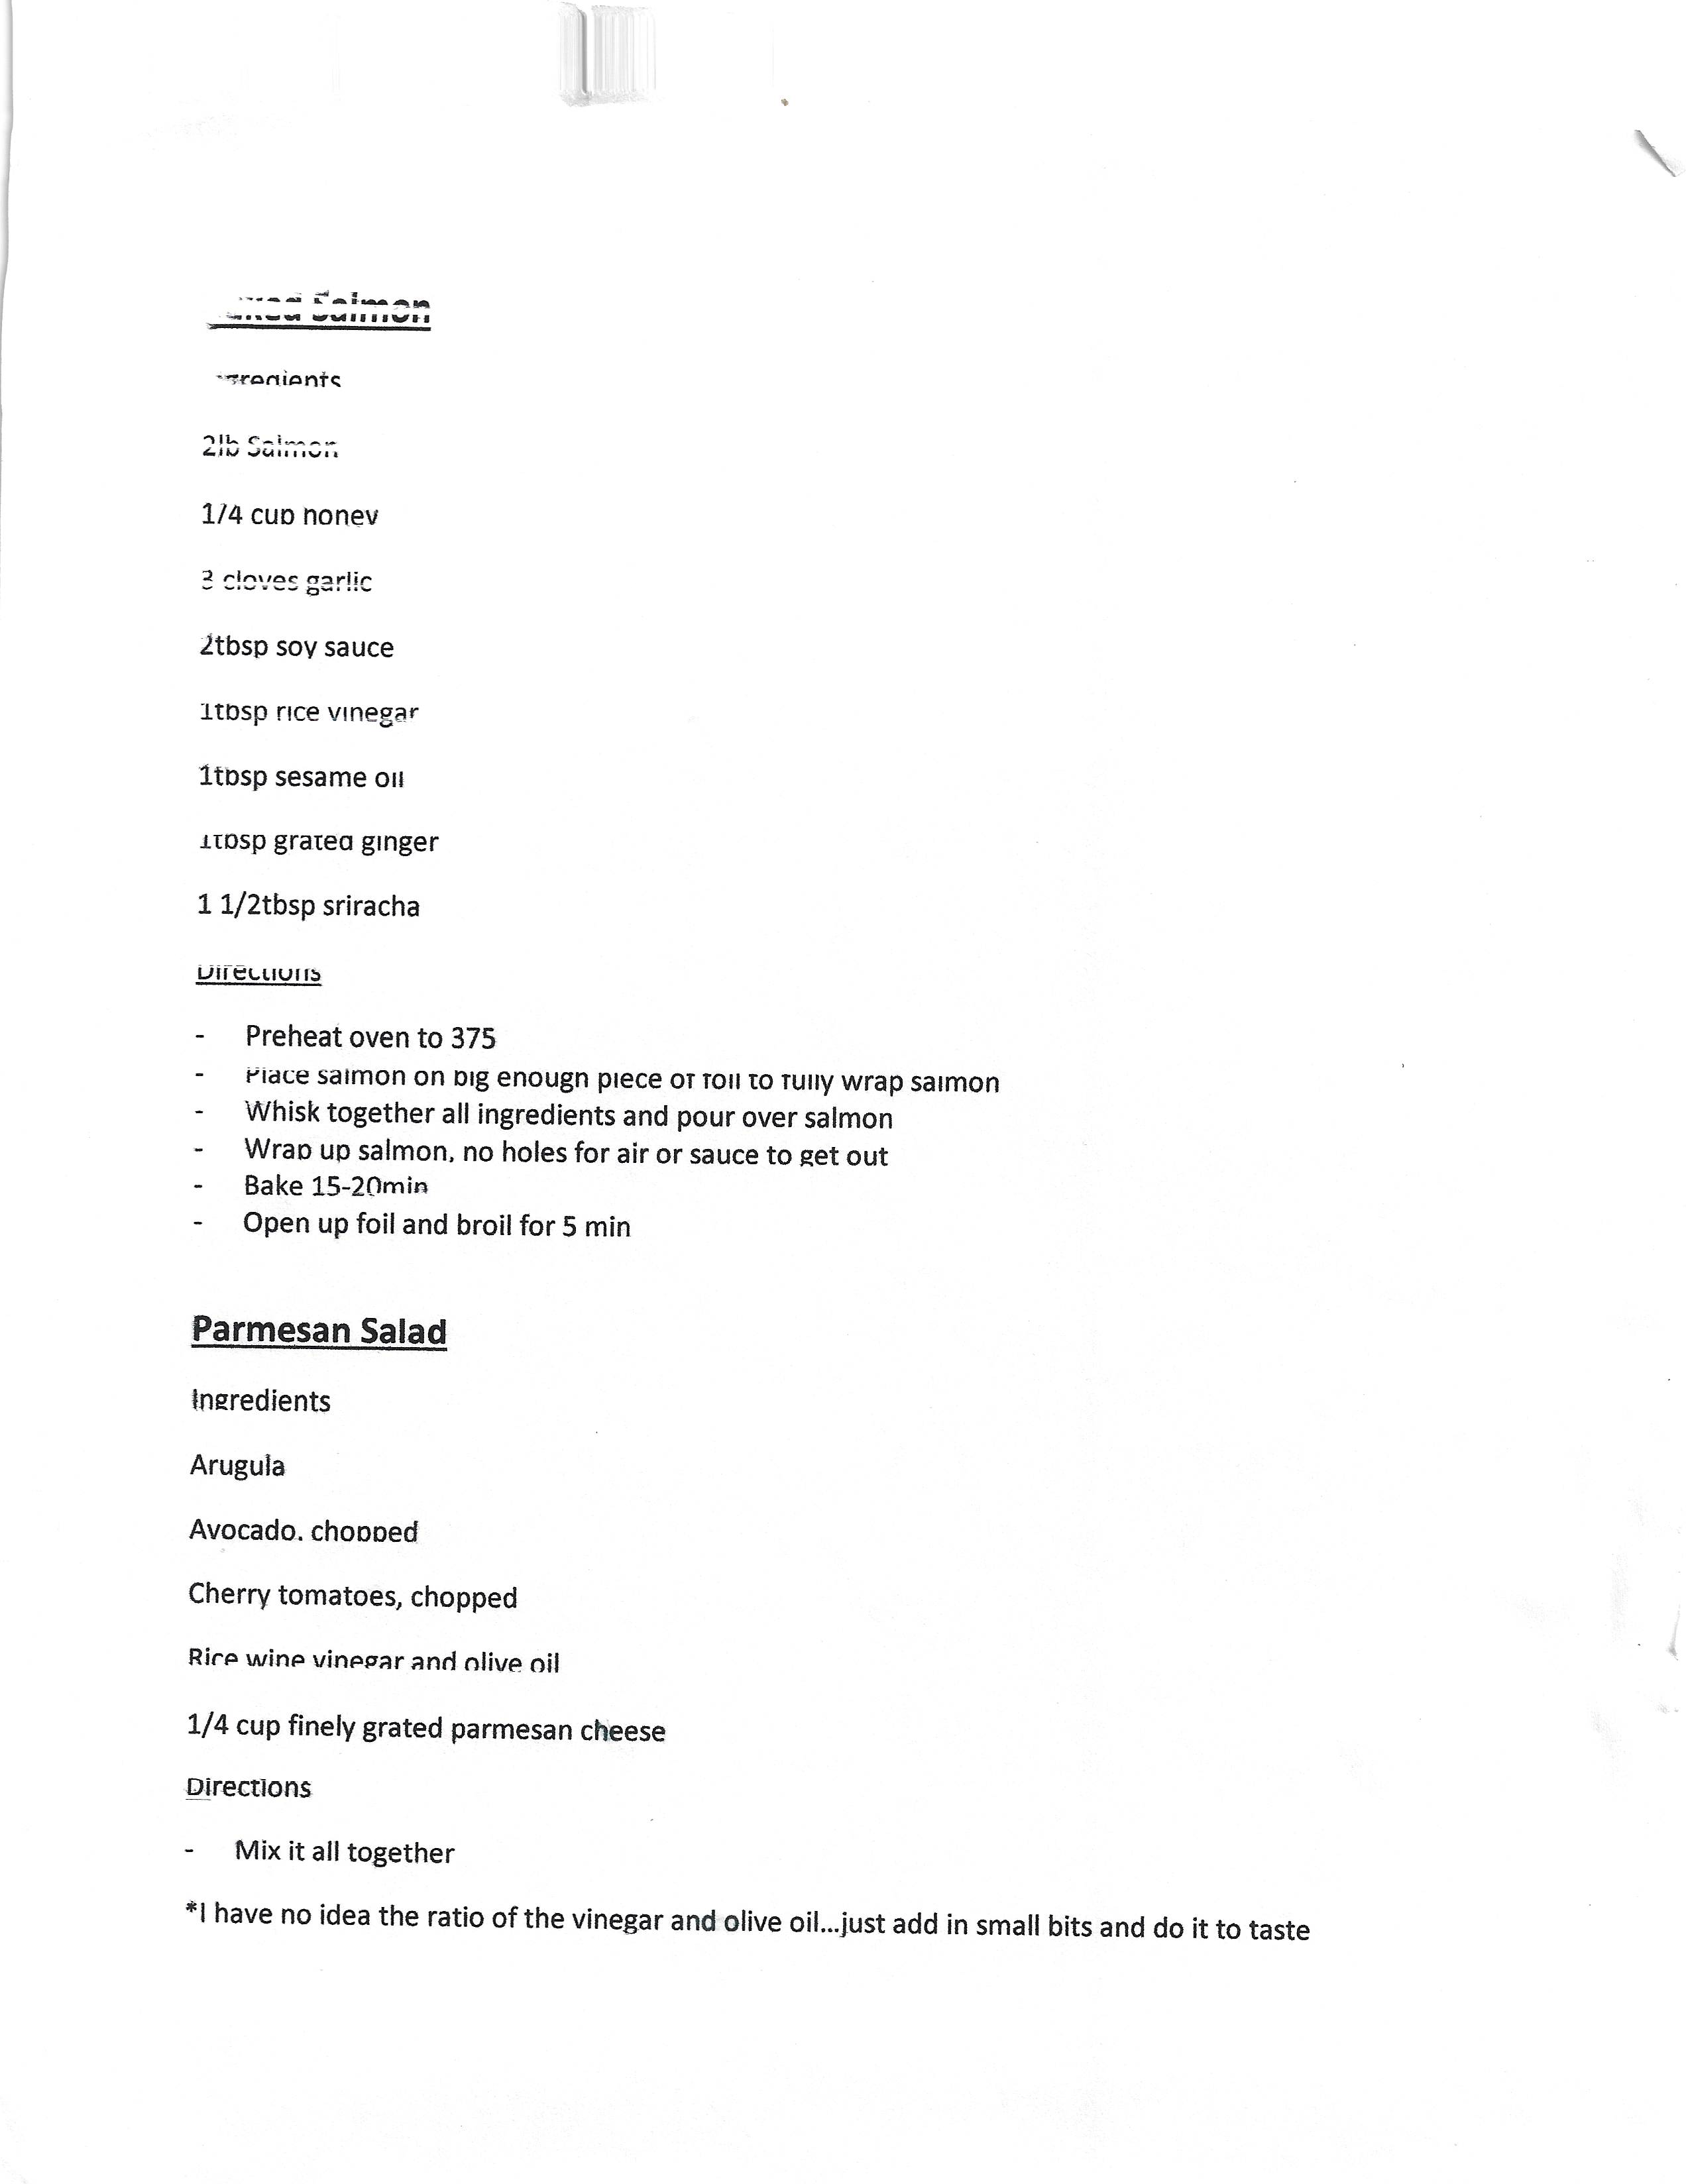 Baked Salmon
Ingredients
2lb Salmon
1/4 cup honey
3 cloves garlic
2tbsp soy sauce
1tbsp rice vinegar
1tbsp sesame oil
1tbsp grated ginger
1 1/2tbsp sriracha
Directions
- Preheat oven to 375
- Place salmon on big enough piece of foil to fully wrap salmon
- Whisk together all ingredients and pour over salmon
- Wrap up salmon, no holes for air or sauce to get out
- Bake 15-20min
- Open up foil and broil for 5 min
Parmesan Salad
Ingredients
Arugula
Avocado, chopped
Cherry tomatoes, chopped
Rice wine vinegar and olive oil
1/4 cup finely grated parmesan cheese
Directions
- Mix it all together
*I have no idea the ratio of the vinegar and olive oil...just add in small bits and do it to taste